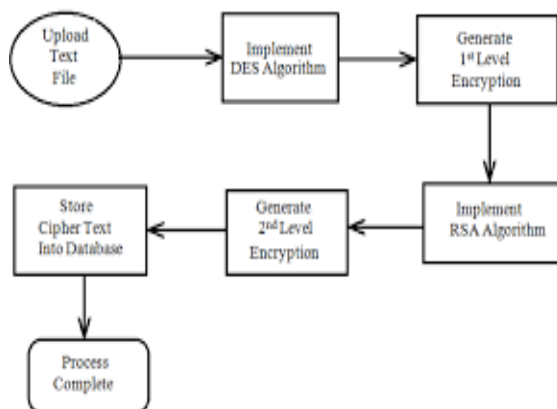 Upload
Text
File
Implement
DES Algorithm
Generate
1st Level
Encryption
Implement
RSA Algorithm
Generate
2nd Level
Encryption
Store
Cipher Text
Into Database
Process
Complete